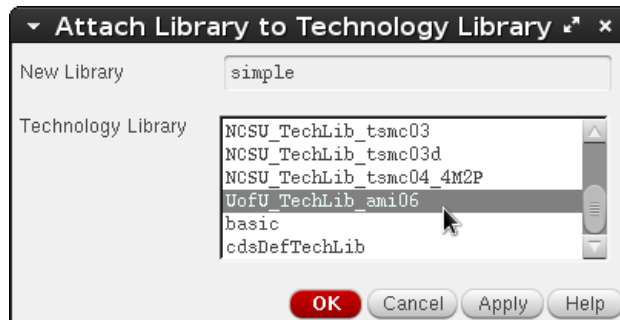 Attach Library to Technology Library
New Library
simple
Technology Library
NCSU_TechLib_tsmc03
NCSU_TechLib_tsmc03d
NCSU_TechLib_tsmc04_4M2P
UofU_TechLib_ami06
basic
cdsDefTechLib
OK Cancel Apply Help